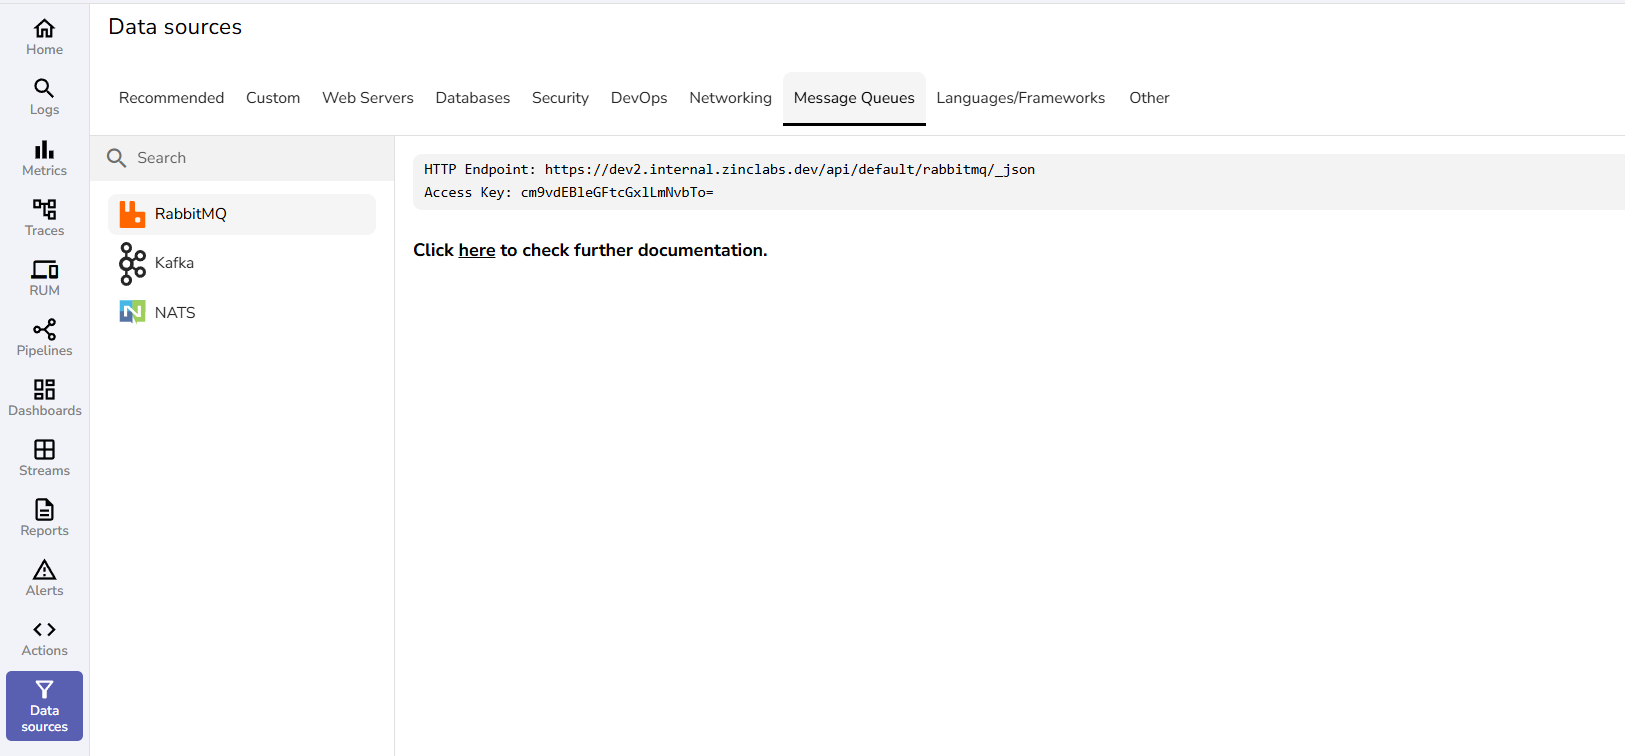 Data sources
Home
Logs
Metrics
Traces
RUM
Pipelines
Dashboards
Streams
Reports
Alerts
Actions
Data
sources
Recommended Custom Web Servers Databases Security DevOps Networking Message Queues Languages/Frameworks Other
Search
RabbitMQ
Kafka
NATS
HTTP Endpoint: https://dev2.internal.zinclabs.dev/api/default/rabbitmq/_json
Access Key: cm9vdEBleGFtcGxlLmNvbTo=
Click here to check further documentation.